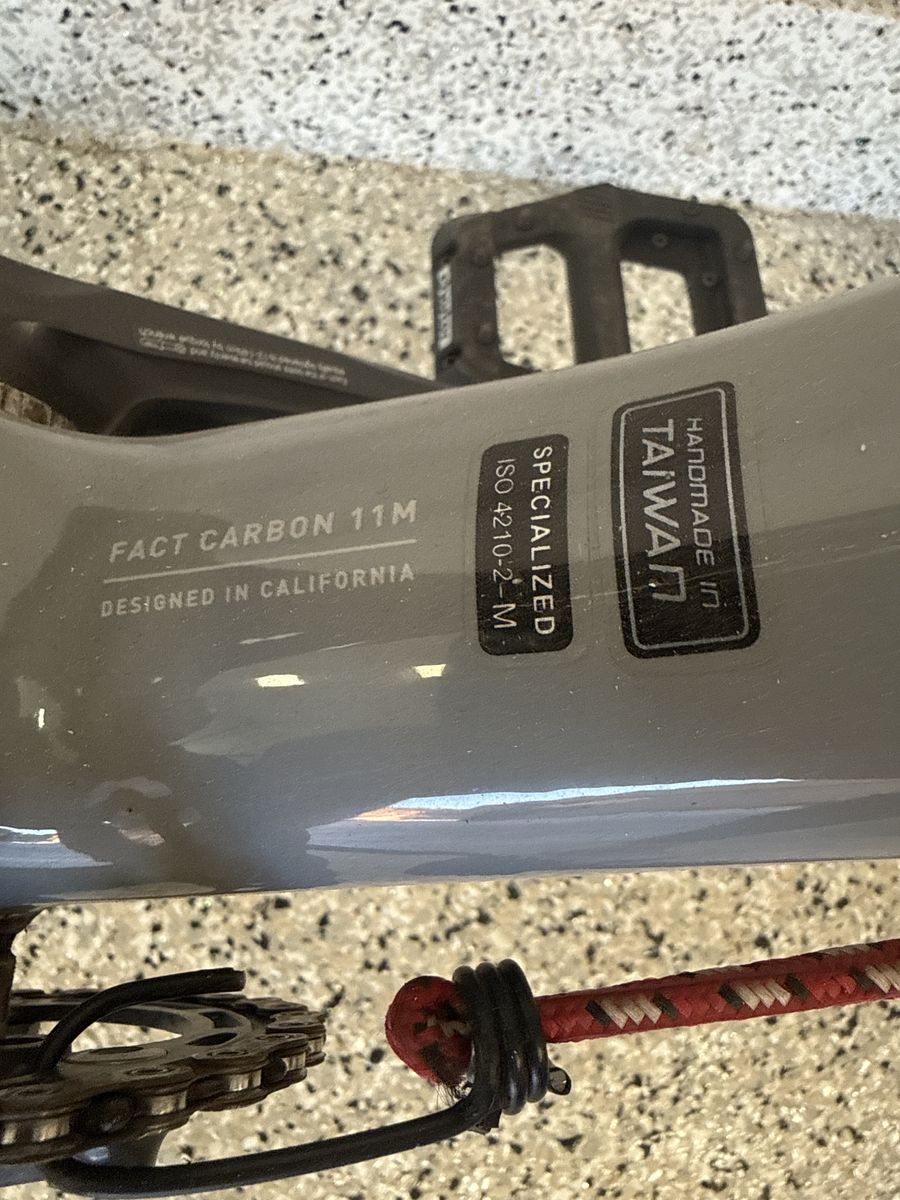 FACT CARBON 11M
DESIGNED IN CALIFORNIA
SPECIALIZED
ISO 4210-2-M
HANDMADE IN
TAIWAN